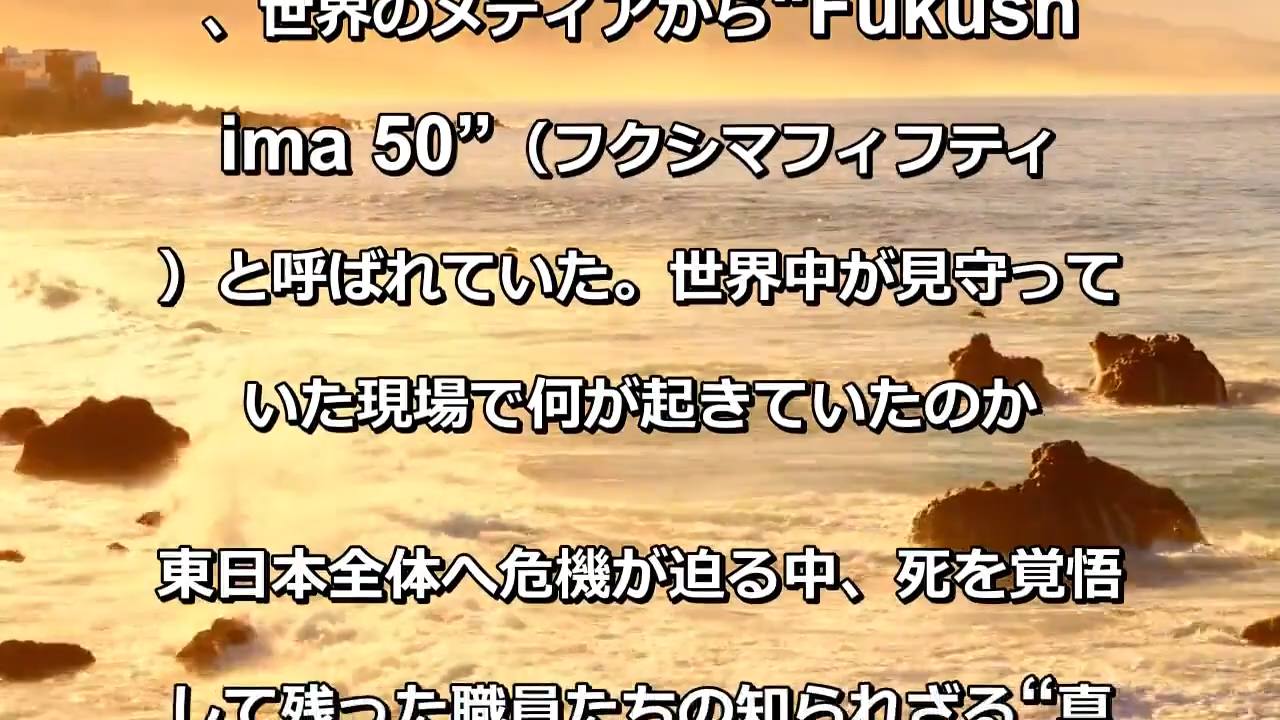 、世界のメディアから“Fukush
ima 50”（フクシマフィフティ
）と呼ばれていた。世界中が見守って
いた現場で何が起きていたのか
東日本全体へ危機が迫る中、死を覚悟
して残った職員たちの知られざる“真